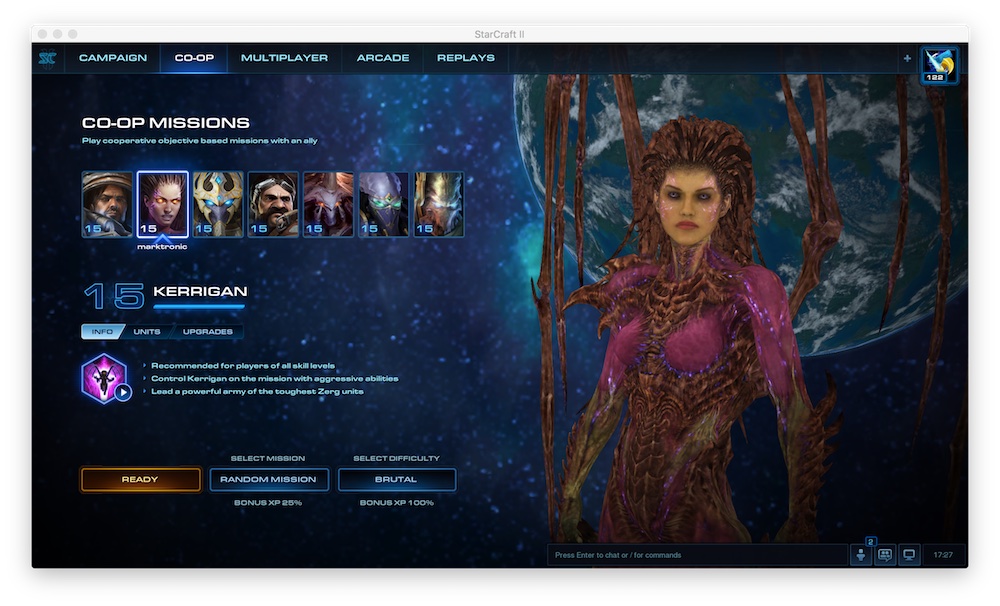 StarCraft II
CAMPAIGN
CO-OP
MULTIPLAYER
ARCADE
REPLAYS
+
122
CO-OP MISSIONS
Play cooperative objective based missions with an ally
15
15
15
15
15
15
15
marktronic
15 KERRIGAN
INFO
UNITS
UPGRADES
Recommended for players of all skill levels
Control Kerrigan on the mission with aggressive abilities
Lead a powerful army of the toughest Zerg units
SELECT MISSION
SELECT DIFFICULTY
READY
RANDOM MISSION
BRUTAL
BONUS XP 25%
BONUS XP 100%
Press Enter to chat or / for commands
2
17:27